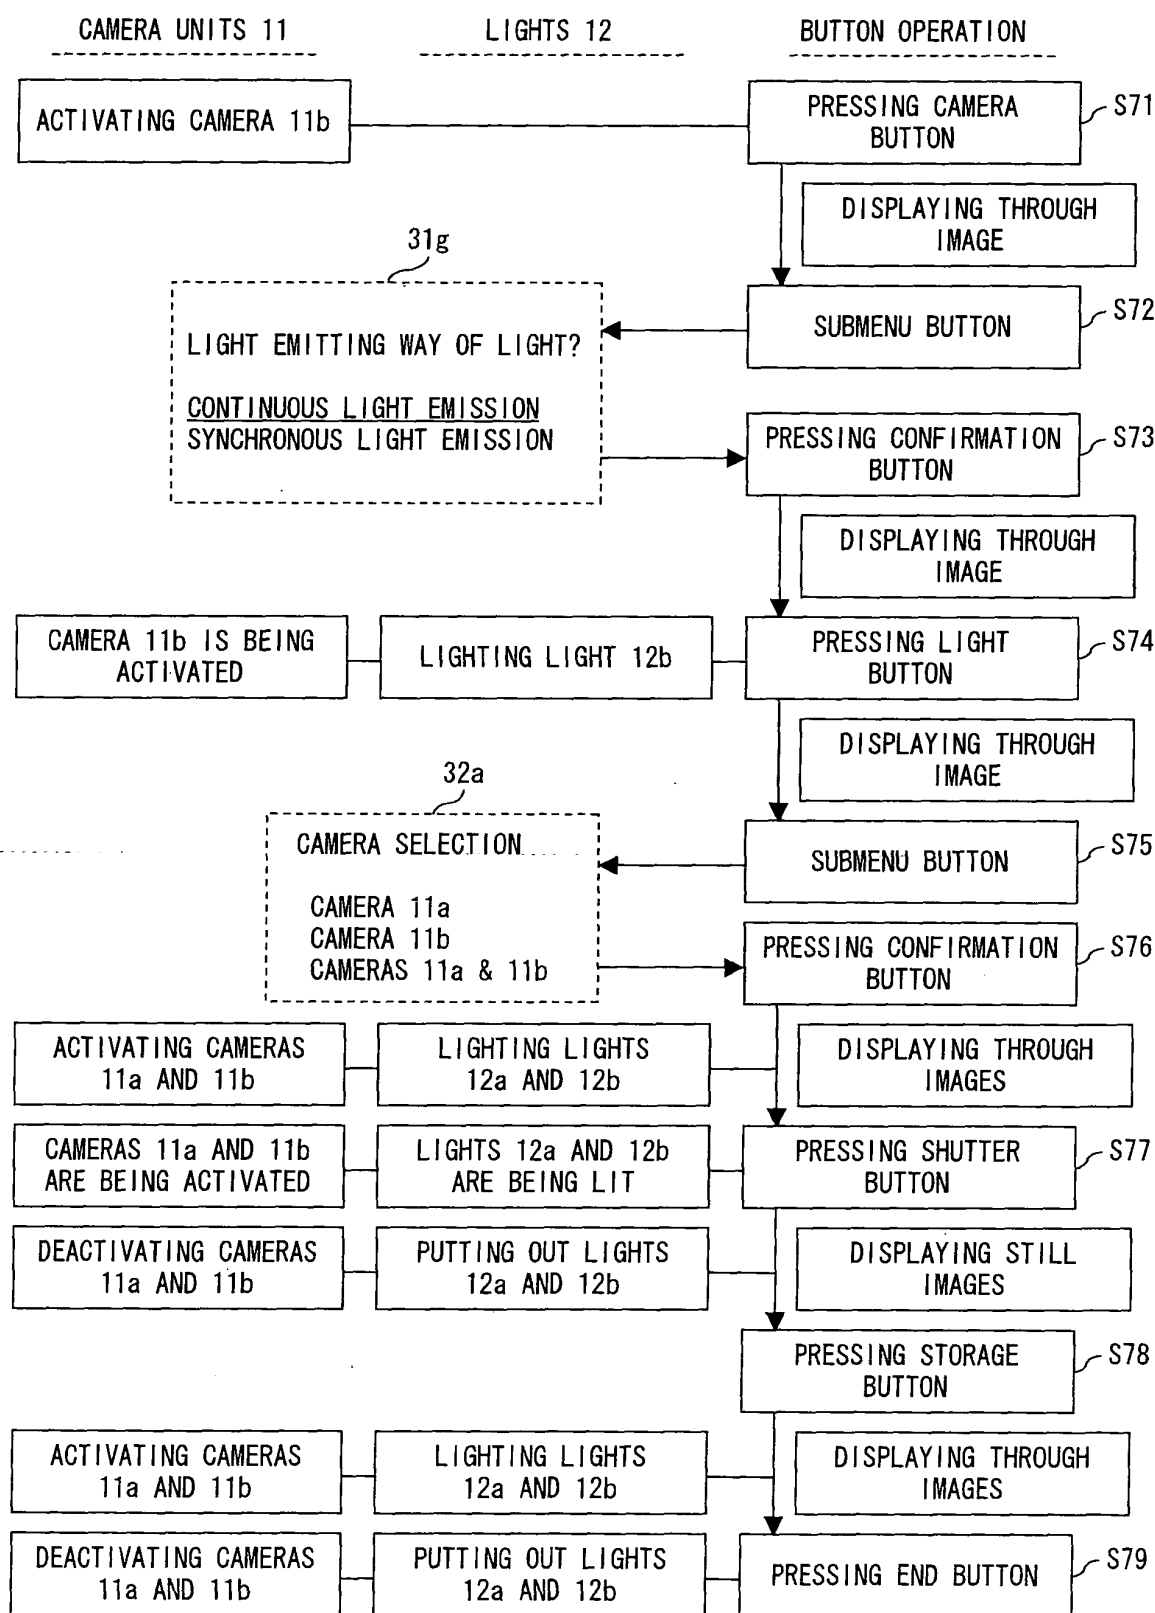 CAMERA UNITS 11
LIGHTS 12
BUTTON OPERATION
ACTIVATING CAMERA 11b
PRESSING CAMERA
BUTTON
S71
DISPLAYING THROUGH
IMAGE
31g
LIGHT EMITTING WAY OF LIGHT?
CONTINUOUS LIGHT EMISSION
SYNCHRONOUS LIGHT EMISSION
SUBMENU BUTTON
S72
PRESSING CONFIRMATION
BUTTON
S73
DISPLAYING THROUGH
IMAGE
CAMERA 11b IS BEING
ACTIVATED
LIGHTING LIGHT 12b
PRESSING LIGHT
BUTTON
S74
DISPLAYING THROUGH
IMAGE
32a
CAMERA SELECTION
CAMERA 11a
CAMERA 11b
CAMERAS 11a & 11b
SUBMENU BUTTON
S75
PRESSING CONFIRMATION
BUTTON
S76
ACTIVATING CAMERAS
11a AND 11b
LIGHTING LIGHTS
12a AND 12b
DISPLAYING THROUGH
IMAGES
CAMERAS 11a AND 11b
ARE BEING ACTIVATED
LIGHTS 12a AND 12b
ARE BEING LIT
PRESSING SHUTTER
BUTTON
S77
DEACTIVATING CAMERAS
11a AND 11b
PUTTING OUT LIGHTS
12a AND 12b
DISPLAYING STILL
IMAGES
PRESSING STORAGE
BUTTON
S78
ACTIVATING CAMERAS
11a AND 11b
LIGHTING LIGHTS
12a AND 12b
DISPLAYING THROUGH
IMAGES
DEACTIVATING CAMERAS
11a AND 11b
PUTTING OUT LIGHTS
12a AND 12b
PRESSING END BUTTON
S79